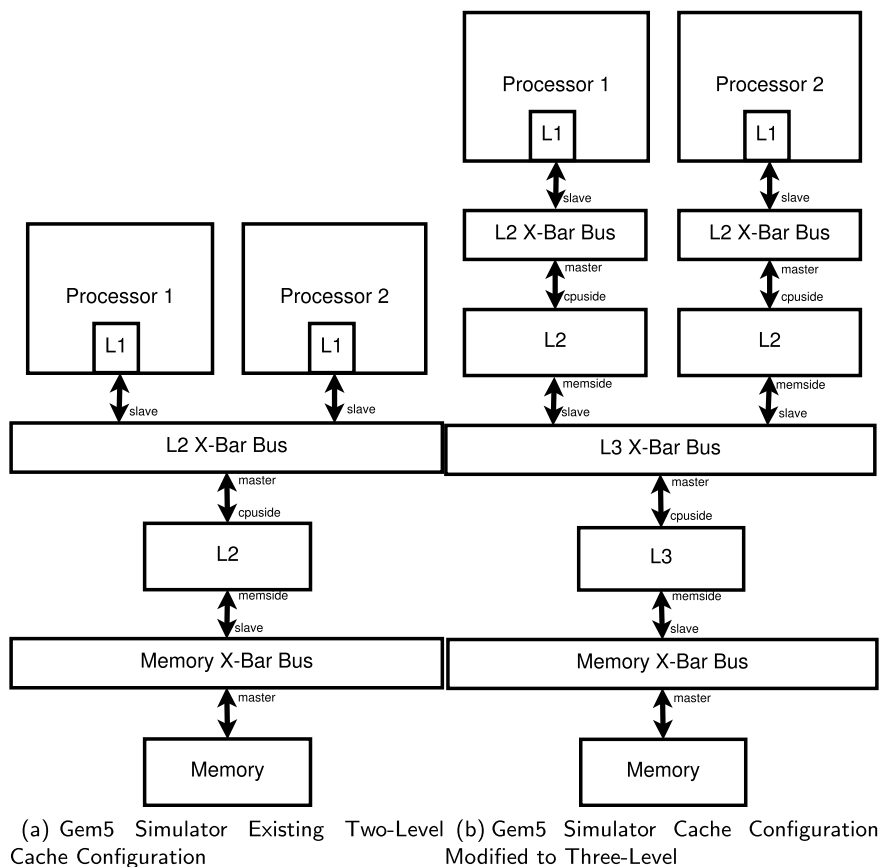 Processor 1
L1
slave
Processor 2
L1
slave
L2 X-Bar Bus
master
cpuside
L2
memside
slave
Memory X-Bar Bus
master
Memory
(a) Gem5 Simulator Existing Two-Level
Cache Configuration
Processor 1
L1
slave
L2 X-Bar Bus
master
cpuside
L2
memside
slave
Processor 2
L1
slave
L2 X-Bar Bus
master
cpuside
L2
memside
slave
L3 X-Bar Bus
master
cpuside
L3
memside
slave
Memory X-Bar Bus
master
Memory
(b) Gem5 Simulator Cache Configuration
Modified to Three-Level